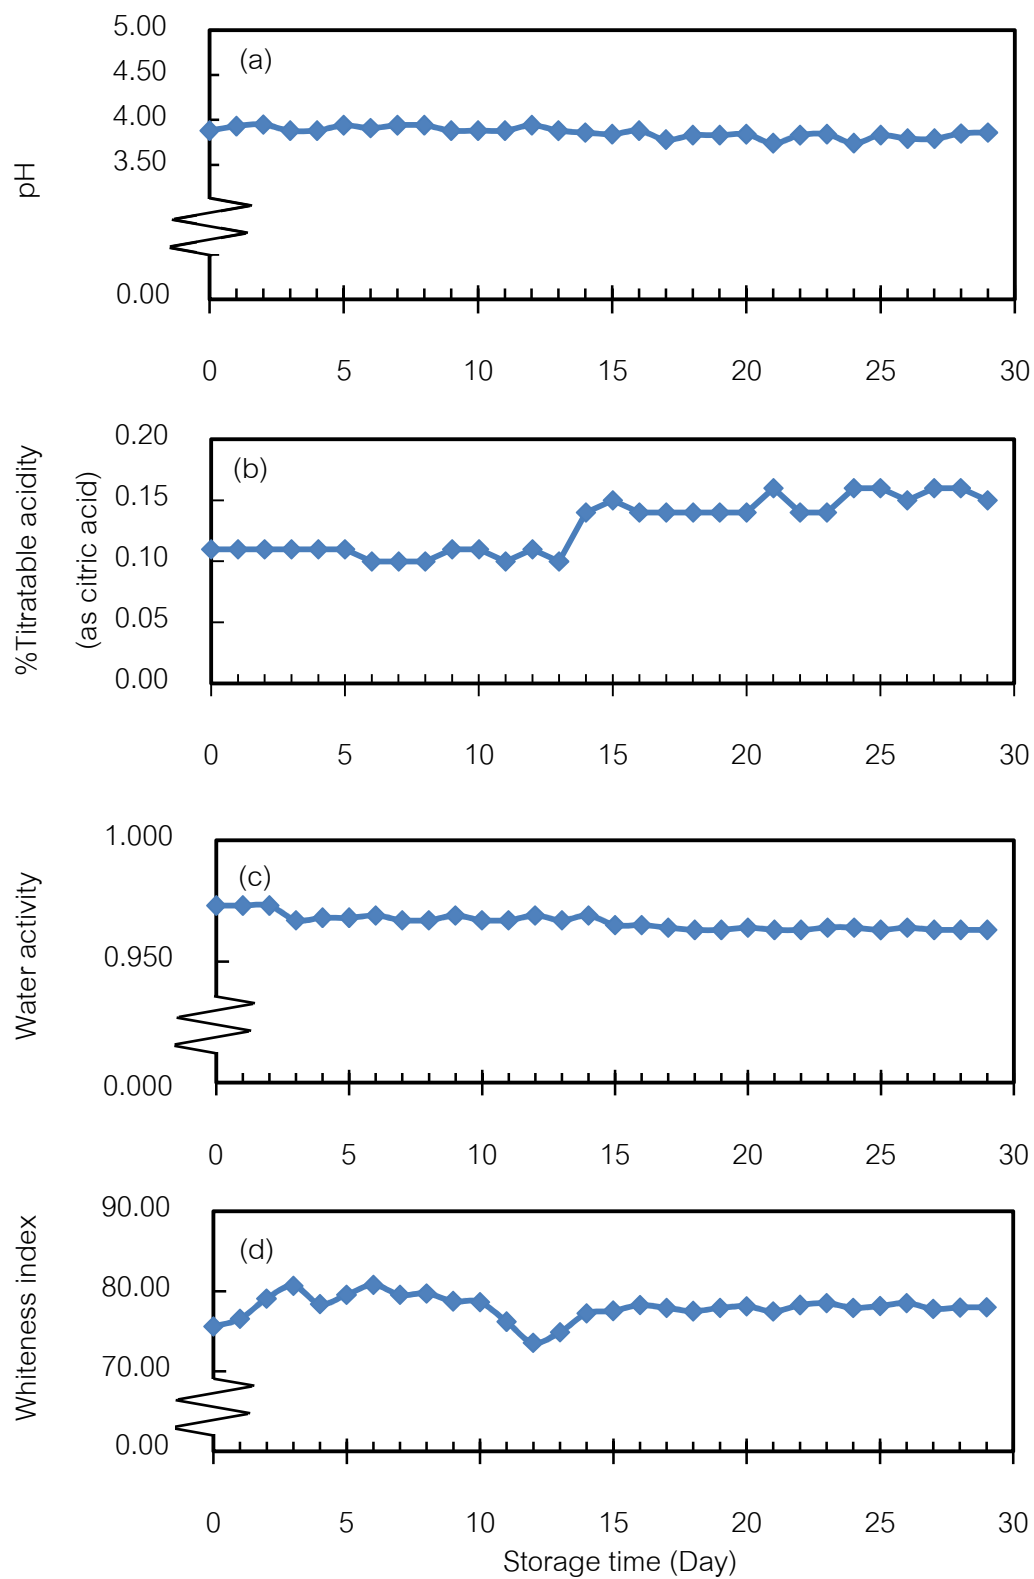 5.00
(a)
4.50
4.00
3.50
pH
0.00
0 5 10 15 20 25 30
0.20
(b)
0.15
0.10
0.05
0.00
%Titratable acidity
(as citric acid)
0 5 10 15 20 25 30
1.000
(c)
0.950
Water activity
0.000
0 5 10 15 20 25 30
90.00
(d)
80.00
70.00
Whiteness index
0.00
0 5 10 15 20 25 30
Storage time (Day)